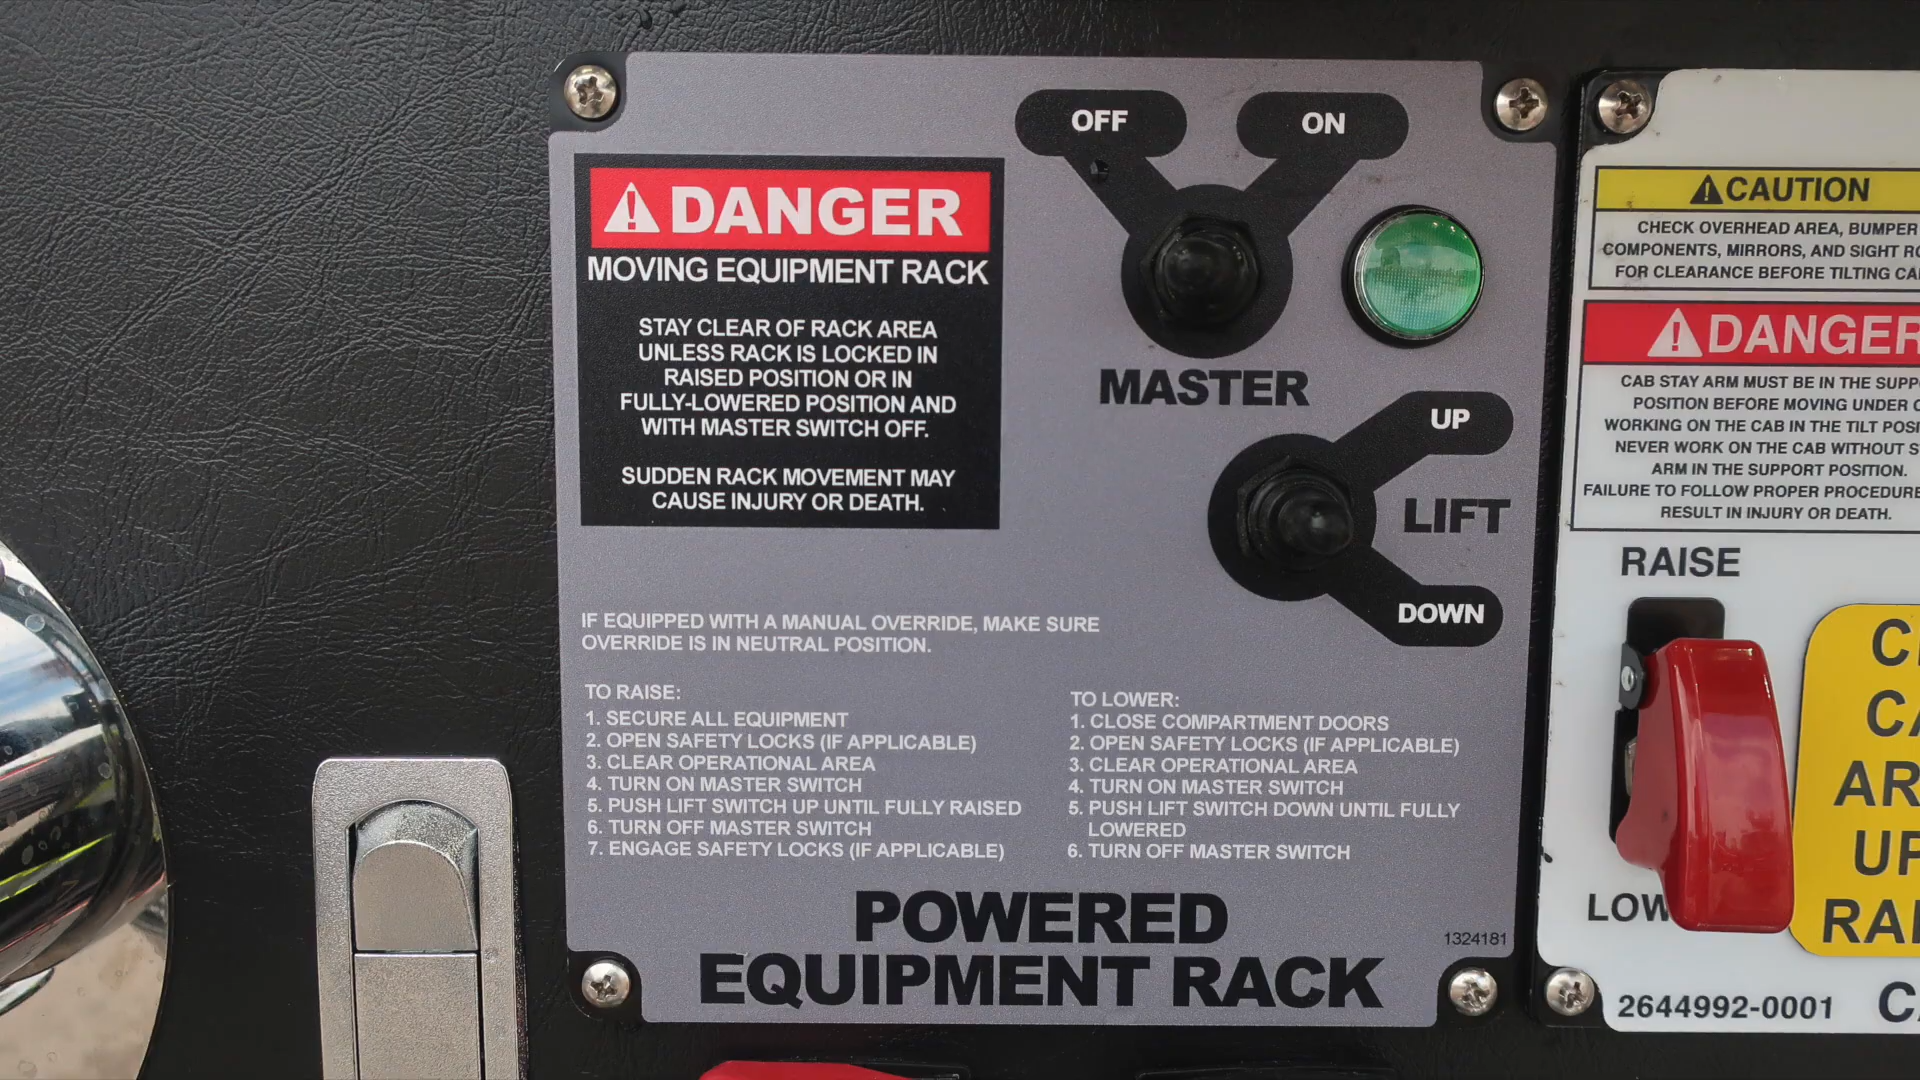 OFF
ON
DANGER
MOVING EQUIPMENT RACK
STAY CLEAR OF RACK AREA
UNLESS RACK IS LOCKED IN
RAISED POSITION OR IN
FULLY-LOWERED POSITION AND
WITH MASTER SWITCH OFF.
SUDDEN RACK MOVEMENT MAY
CAUSE INJURY OR DEATH.
MASTER
UP
LIFT
DOWN
IF EQUIPPED WITH A MANUAL OVERRIDE, MAKE SURE
OVERRIDE IS IN NEUTRAL POSITION.
TO RAISE:
1. SECURE ALL EQUIPMENT
2. OPEN SAFETY LOCKS (IF APPLICABLE)
3. CLEAR OPERATIONAL AREA
4. TURN ON MASTER SWITCH
5. PUSH LIFT SWITCH UP UNTIL FULLY RAISED
6. TURN OFF MASTER SWITCH
7. ENGAGE SAFETY LOCKS (IF APPLICABLE)
TO LOWER:
1. CLOSE COMPARTMENT DOORS
2. OPEN SAFETY LOCKS (IF APPLICABLE)
3. CLEAR OPERATIONAL AREA
4. TURN ON MASTER SWITCH
5. PUSH LIFT SWITCH DOWN UNTIL FULLY
LOWERED
6. TURN OFF MASTER SWITCH
POWERED
EQUIPMENT RACK
1324181
CAUTION
CHECK OVERHEAD AREA, BUMPER
COMPONENTS, MIRRORS, AND SIGHT
FOR CLEARANCE BEFORE TILTING
DANGER
CAB STAY ARM MUST BE IN THE
POSITION BEFORE MOVING UNDER
WORKING ON THE CAB IN THE TILT
NEVER WORK ON THE CAB WITHOUT
ARM IN THE SUPPORT POSITION.
FAILURE TO FOLLOW PROPER PROCEDURE
RESULT IN INJURY OR DEATH.
RAISE
UP
2644992-0001